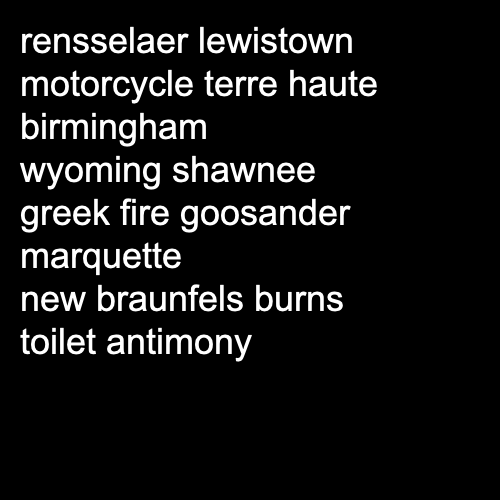 rensselaer lewistown
motorcycle terre haute
birmingham
wyoming shawnee
greek fire goosander
marquette
new braunfels burns
toilet antimony